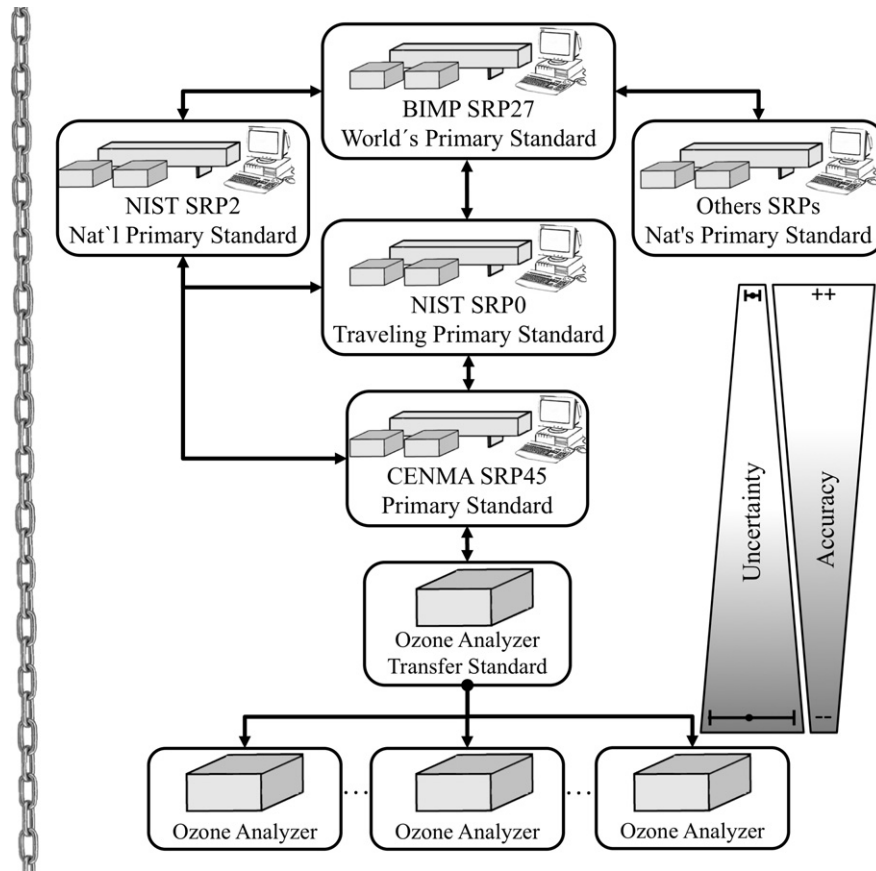 BIMP SRP27
World´s Primary Standard
NIST SRP2
Nat`l Primary Standard
Others SRPs
Nat's Primary Standard
NIST SRP0
Traveling Primary Standard
++
CENMA SRP45
Primary Standard
Uncertainty
Accuracy
Ozone Analyzer
Transfer Standard
--
Ozone Analyzer
...
Ozone Analyzer
...
Ozone Analyzer